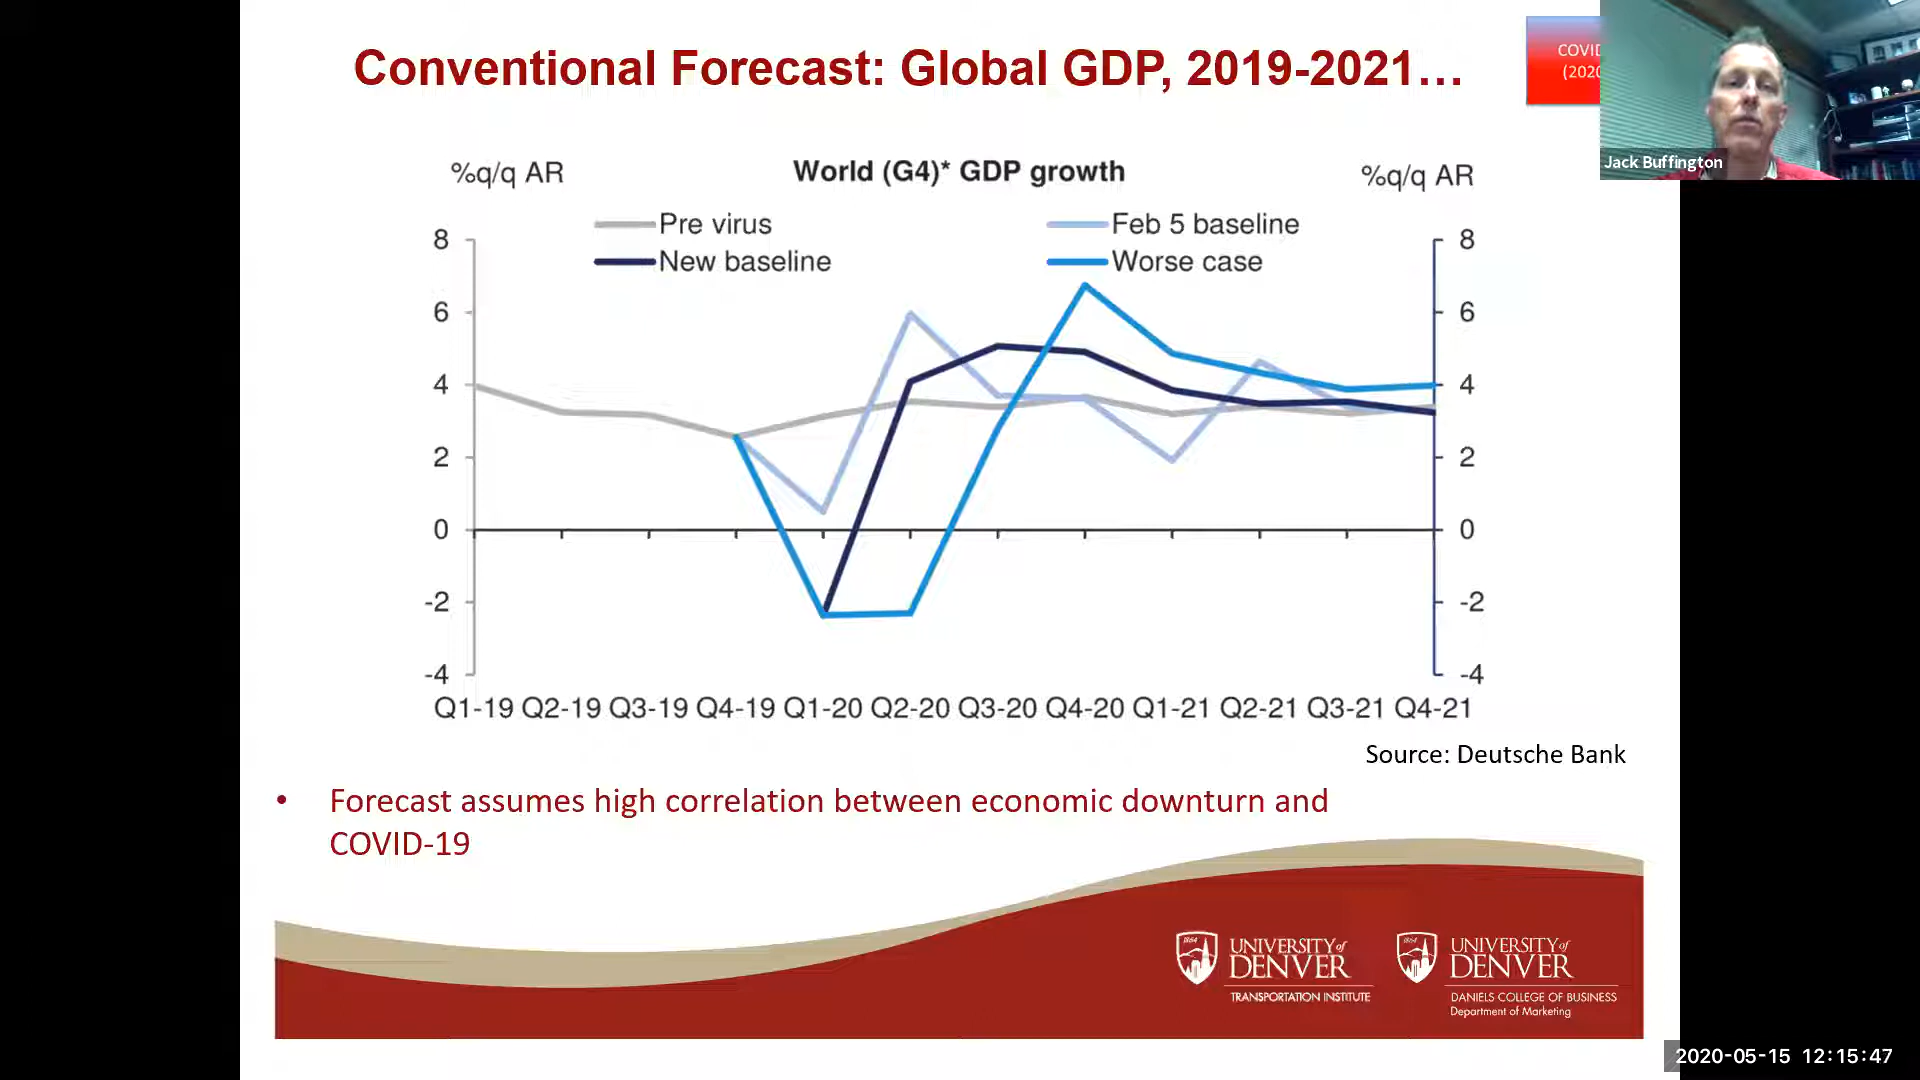 Conventional Forecast: Global GDP, 2019-2021…
COVID
(2020
Jack Buffington
%q/q AR
World (G4)* GDP growth
%q/q AR
Pre virus
Feb 5 baseline
New baseline
Worse case
8
8
6
6
4
4
2
2
0
0
-2
-2
-4
-4
Q1-19 Q2-19 Q3-19 Q4-19 Q1-20 Q2-20 Q3-20 Q4-20 Q1-21 Q2-21 Q3-21 Q4-21
Source: Deutsche Bank
• Forecast assumes high correlation between economic downturn and
COVID-19
1864
UNIVERSITY of
DENVER
TRANSPORTATION INSTITUTE
1864
UNIVERSITY of
DENVER
DANIELS COLLEGE OF BUSINESS
Department of Marketing
2020-05-15 12:15:47